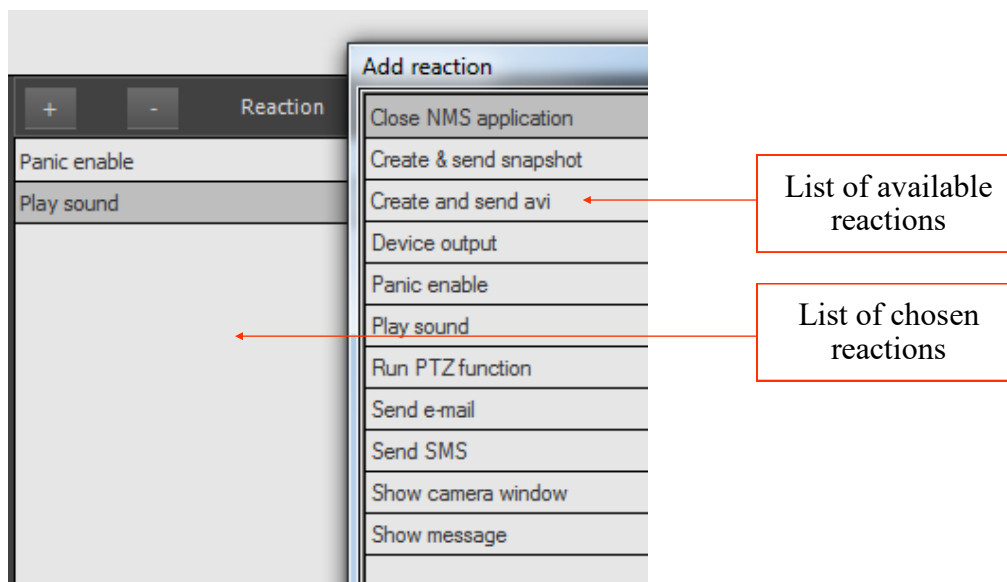 Add reaction
+ - Reaction
Panic enable
Play sound
Close NMS application
Create & send snapshot
Create and send avi
Device output
Panic enable
Play sound
Run PTZ function
Send e-mail
Send SMS
Show camera window
Show message
List of available
reactions
List of chosen
reactions